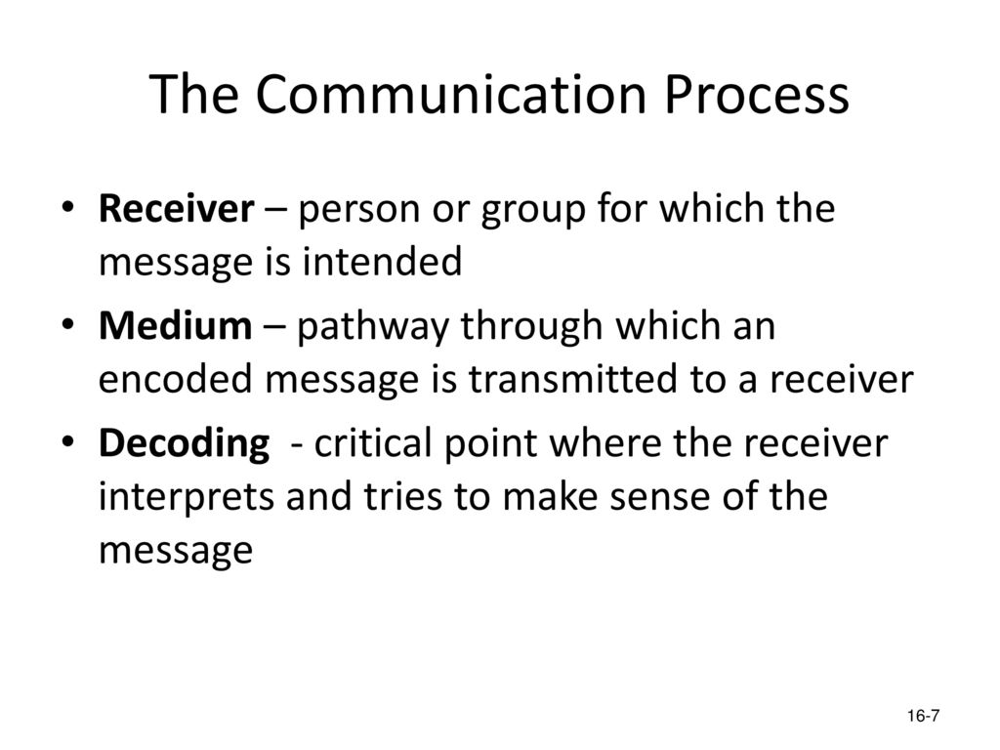 The Communication Process
• Receiver – person or group for which the
message is intended
• Medium – pathway through which an
encoded message is transmitted to a receiver
• Decoding  - critical point where the receiver
interprets and tries to make sense of the
message
16-7